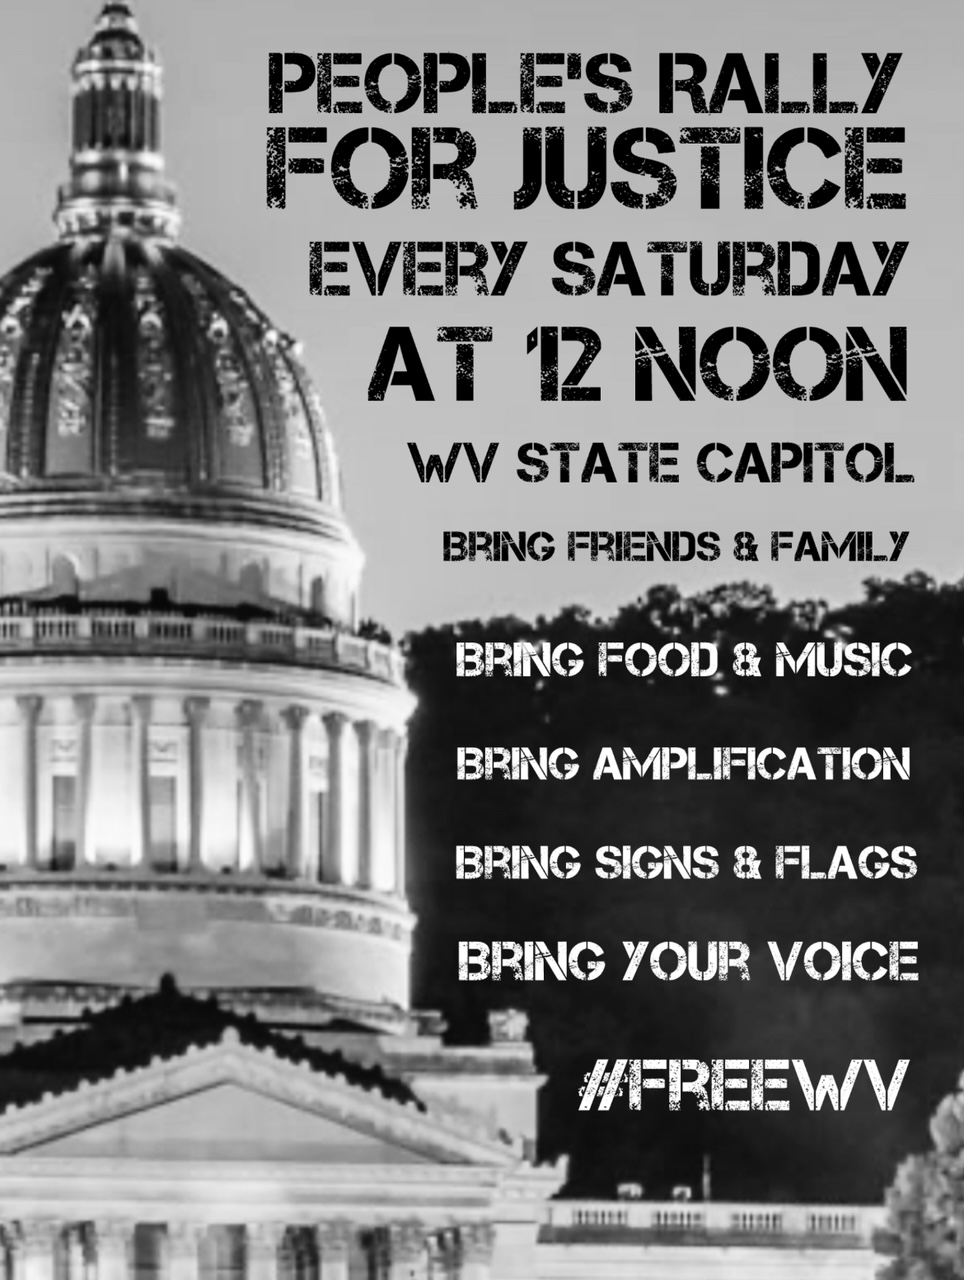 PEOPLE'S RALLY
FOR JUSTICE
EVERY SATURDAY
AT 12 NOON
WV STATE CAPITOL
BRING FRIENDS & FAMILY
BRING FOOD & MUSIC
BRING AMPLIFICATION
BRING SIGNS & FLAGS
BRING YOUR VOICE
#FREEWV